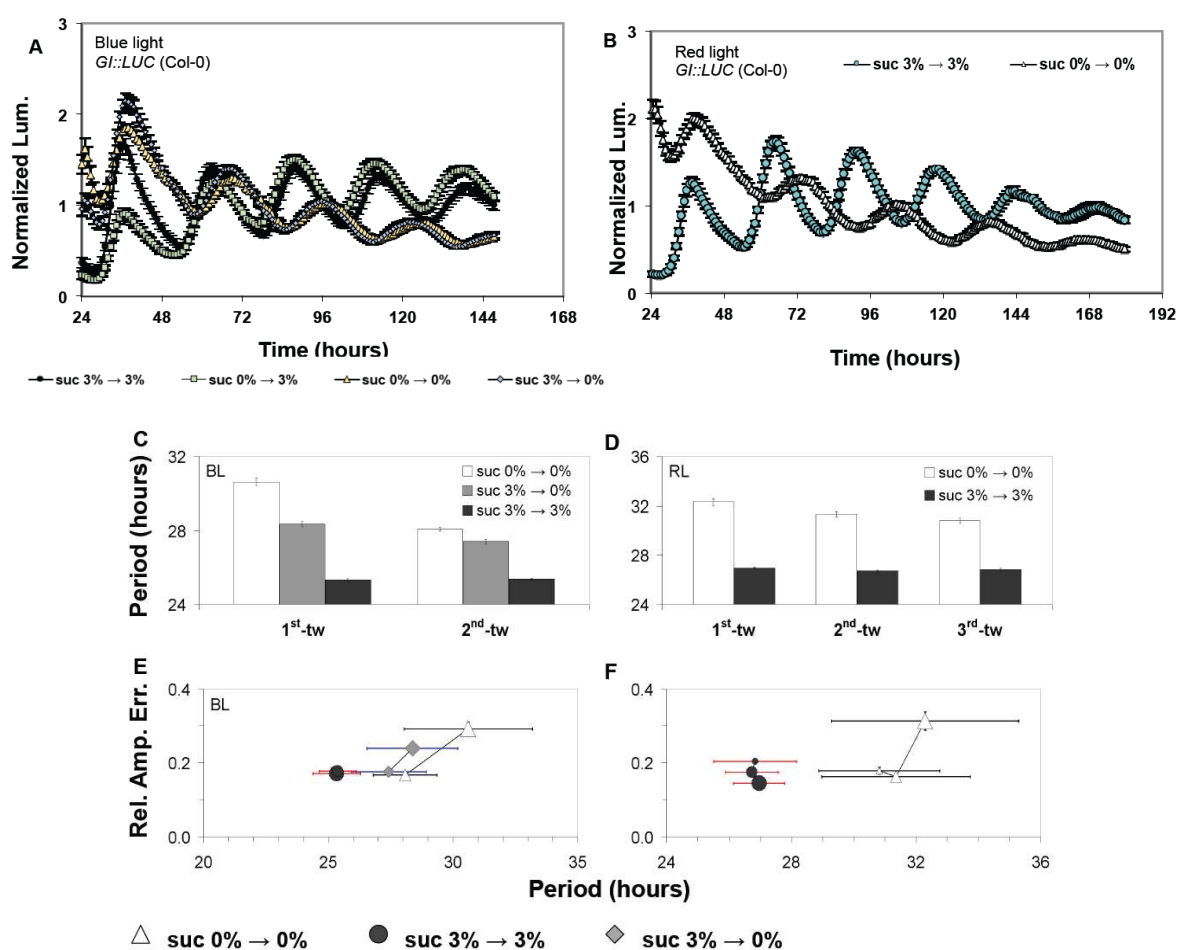 A
Blue light
GI::LUC (Col-0)
Normalized Lum.
3
2
1
0
24 48 72 96 120 144 168
Time (hours)
suc 3% → 3% suc 0% → 3% suc 0% → 0% suc 3% → 0%
B
Red light
GI::LUC (Col-0)
suc 3% → 3% suc 0% → 0%
Normalized Lum.
3
2
1
0
24 48 72 96 120 144 168 192
Time (hours)
C
BL
Period (hours)
32
28
24
suc 0% → 0%
suc 3% → 0%
suc 3% → 3%
1st-tw 2nd-tw
D
RL
36
32
28
24
suc 0% → 0%
suc 3% → 3%
1st-tw 2nd-tw 3rd-tw
E
BL
Rel. Amp. Err.
0.4
0.2
0.0
20 25 30 35
F
0.4
0.2
0.0
24 28 32 36
Period (hours)
suc 0% → 0% suc 3% → 3% suc 3% → 0%